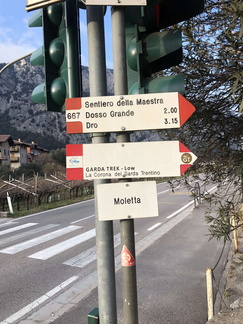 667
Sentiero della Maestra
Dosso Grande 2.00
Dro 3.15
GARDA TREK - Low
La Corona del Garda Trentino
Moletta